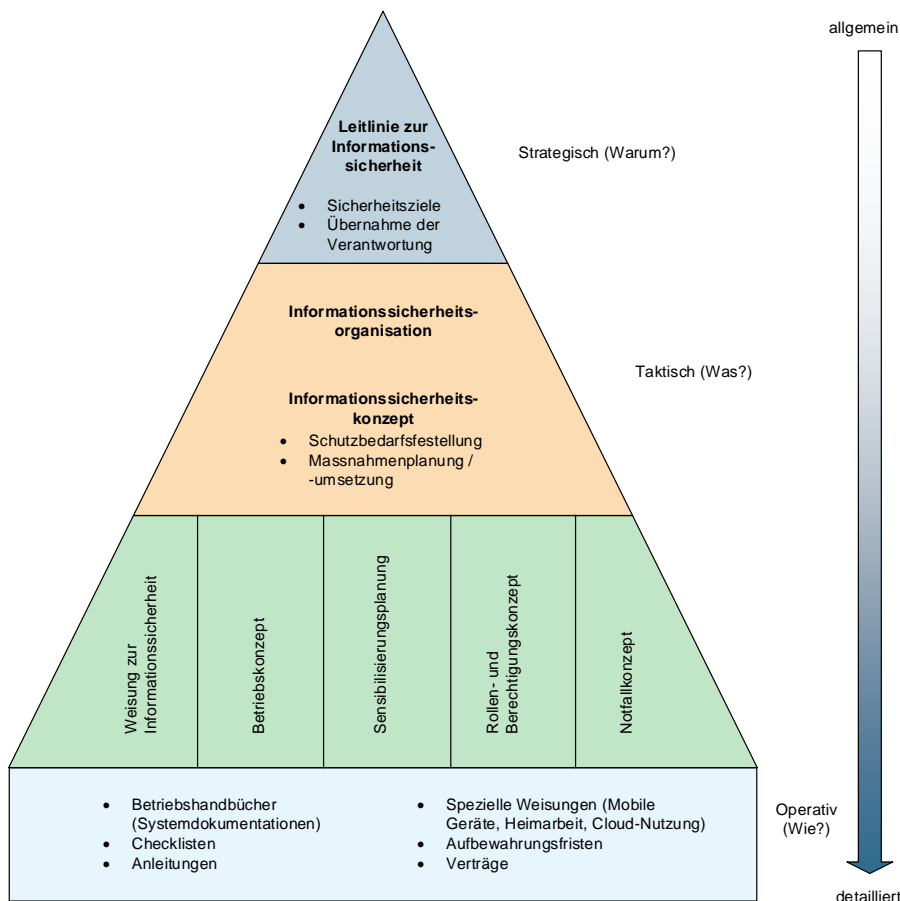 allgemein
Leitlinie zur
Informations-
sicherheit
• Sicherheitsziele
• Übernahme der
Verantwortung
Strategisch (Warum?)
Informationssicherheits-
organisation
Informationssicherheits-
konzept
• Schutzbedarfsfestellung
• Massnahmenplanung /
-umsetzung
Taktisch (Was?)
Weisung zur
Informationssicherheit
Betriebskonzept
Sensibilisierungsplanung
Rollen- und
Berechtigungskonzept
Notfallkonzept
• Betriebshandbücher
(Systemdokumentationen)
• Checklisten
• Anleitungen
• Spezielle Weisungen (Mobile
Geräte, Heimarbeit, Cloud-Nutzung)
• Aufbewahrungsfristen
• Verträge
Operativ
(Wie?)
detailliert